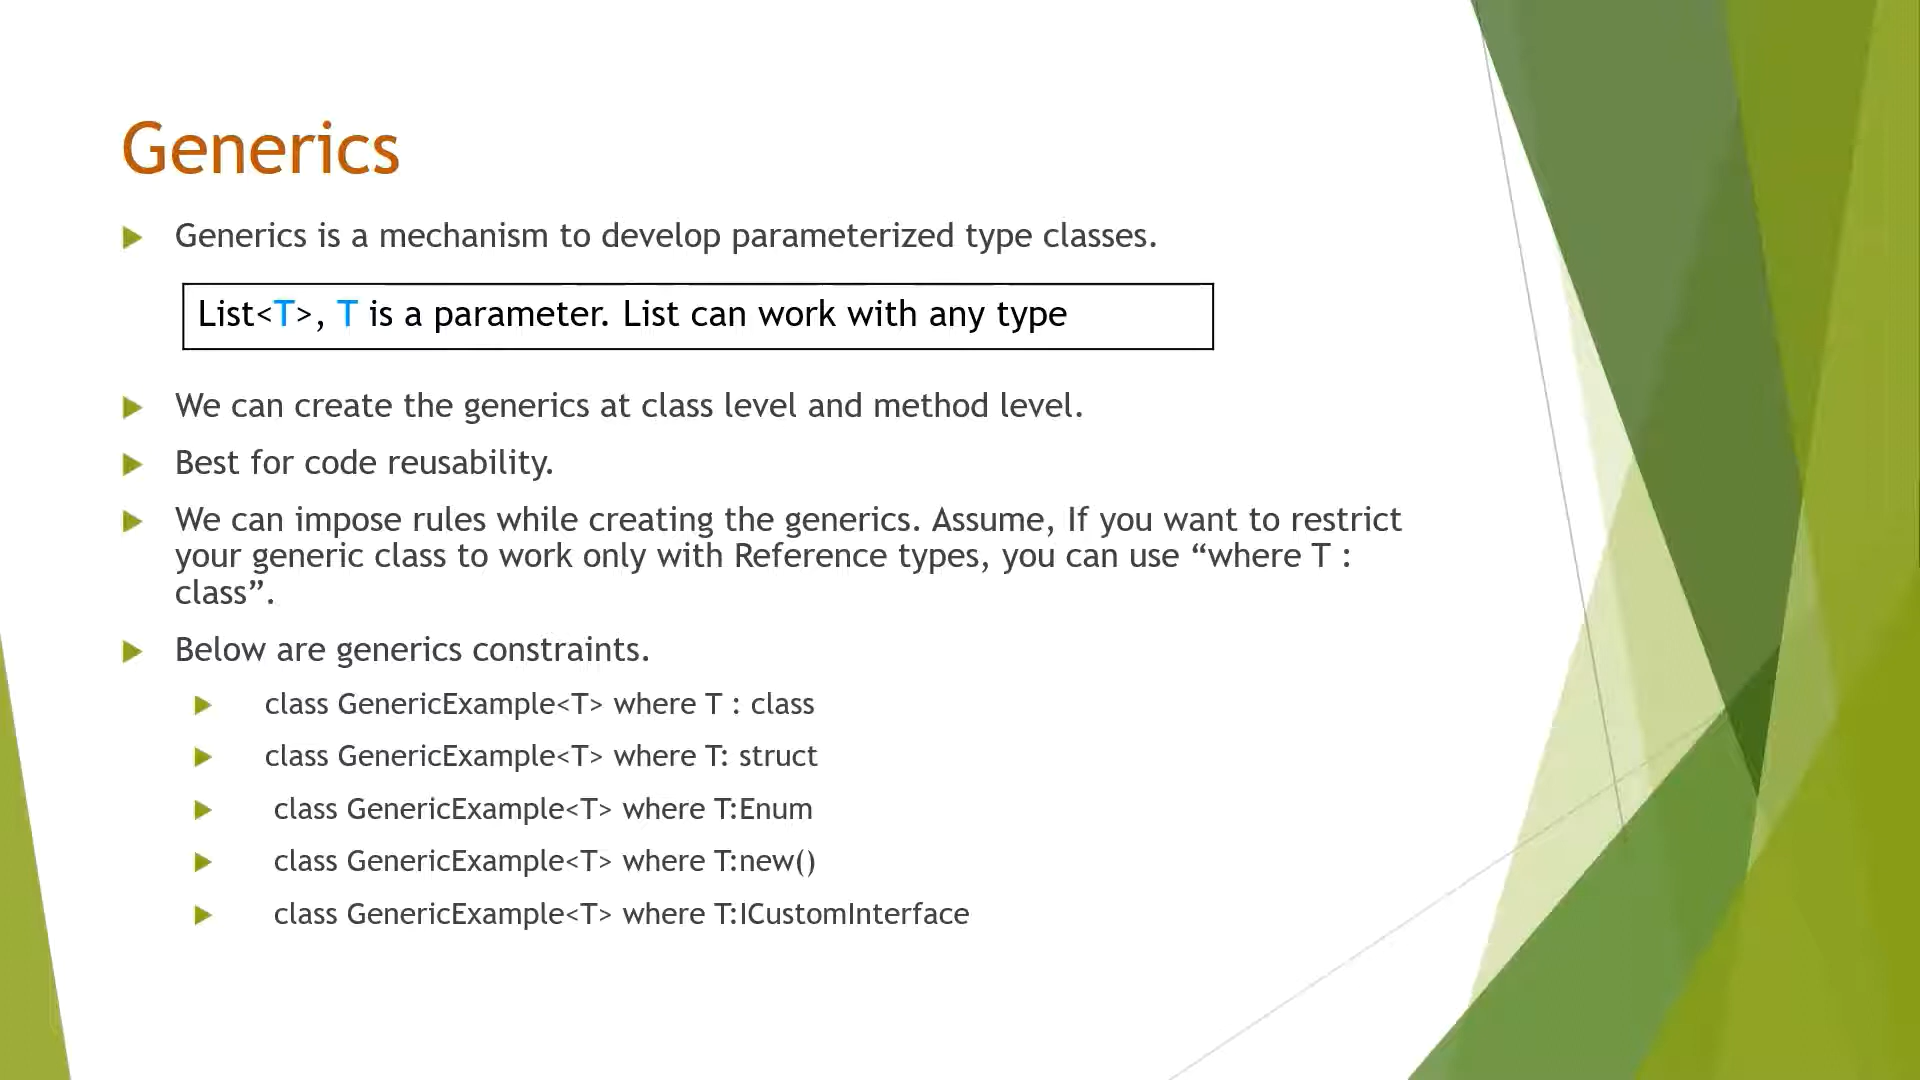 Generics
Generics is a mechanism to develop parameterized type classes.
List<T>, T is a parameter. List can work with any type
We can create the generics at class level and method level.
Best for code reusability.
We can impose rules while creating the generics. Assume, If you want to restrict
your generic class to work only with Reference types, you can use “where T :
class”.
Below are generics constraints.
class GenericExample<T> where T : class
class GenericExample<T> where T: struct
class GenericExample<T> where T:Enum
class GenericExample<T> where T:new()
class GenericExample<T> where T:ICustomInterface